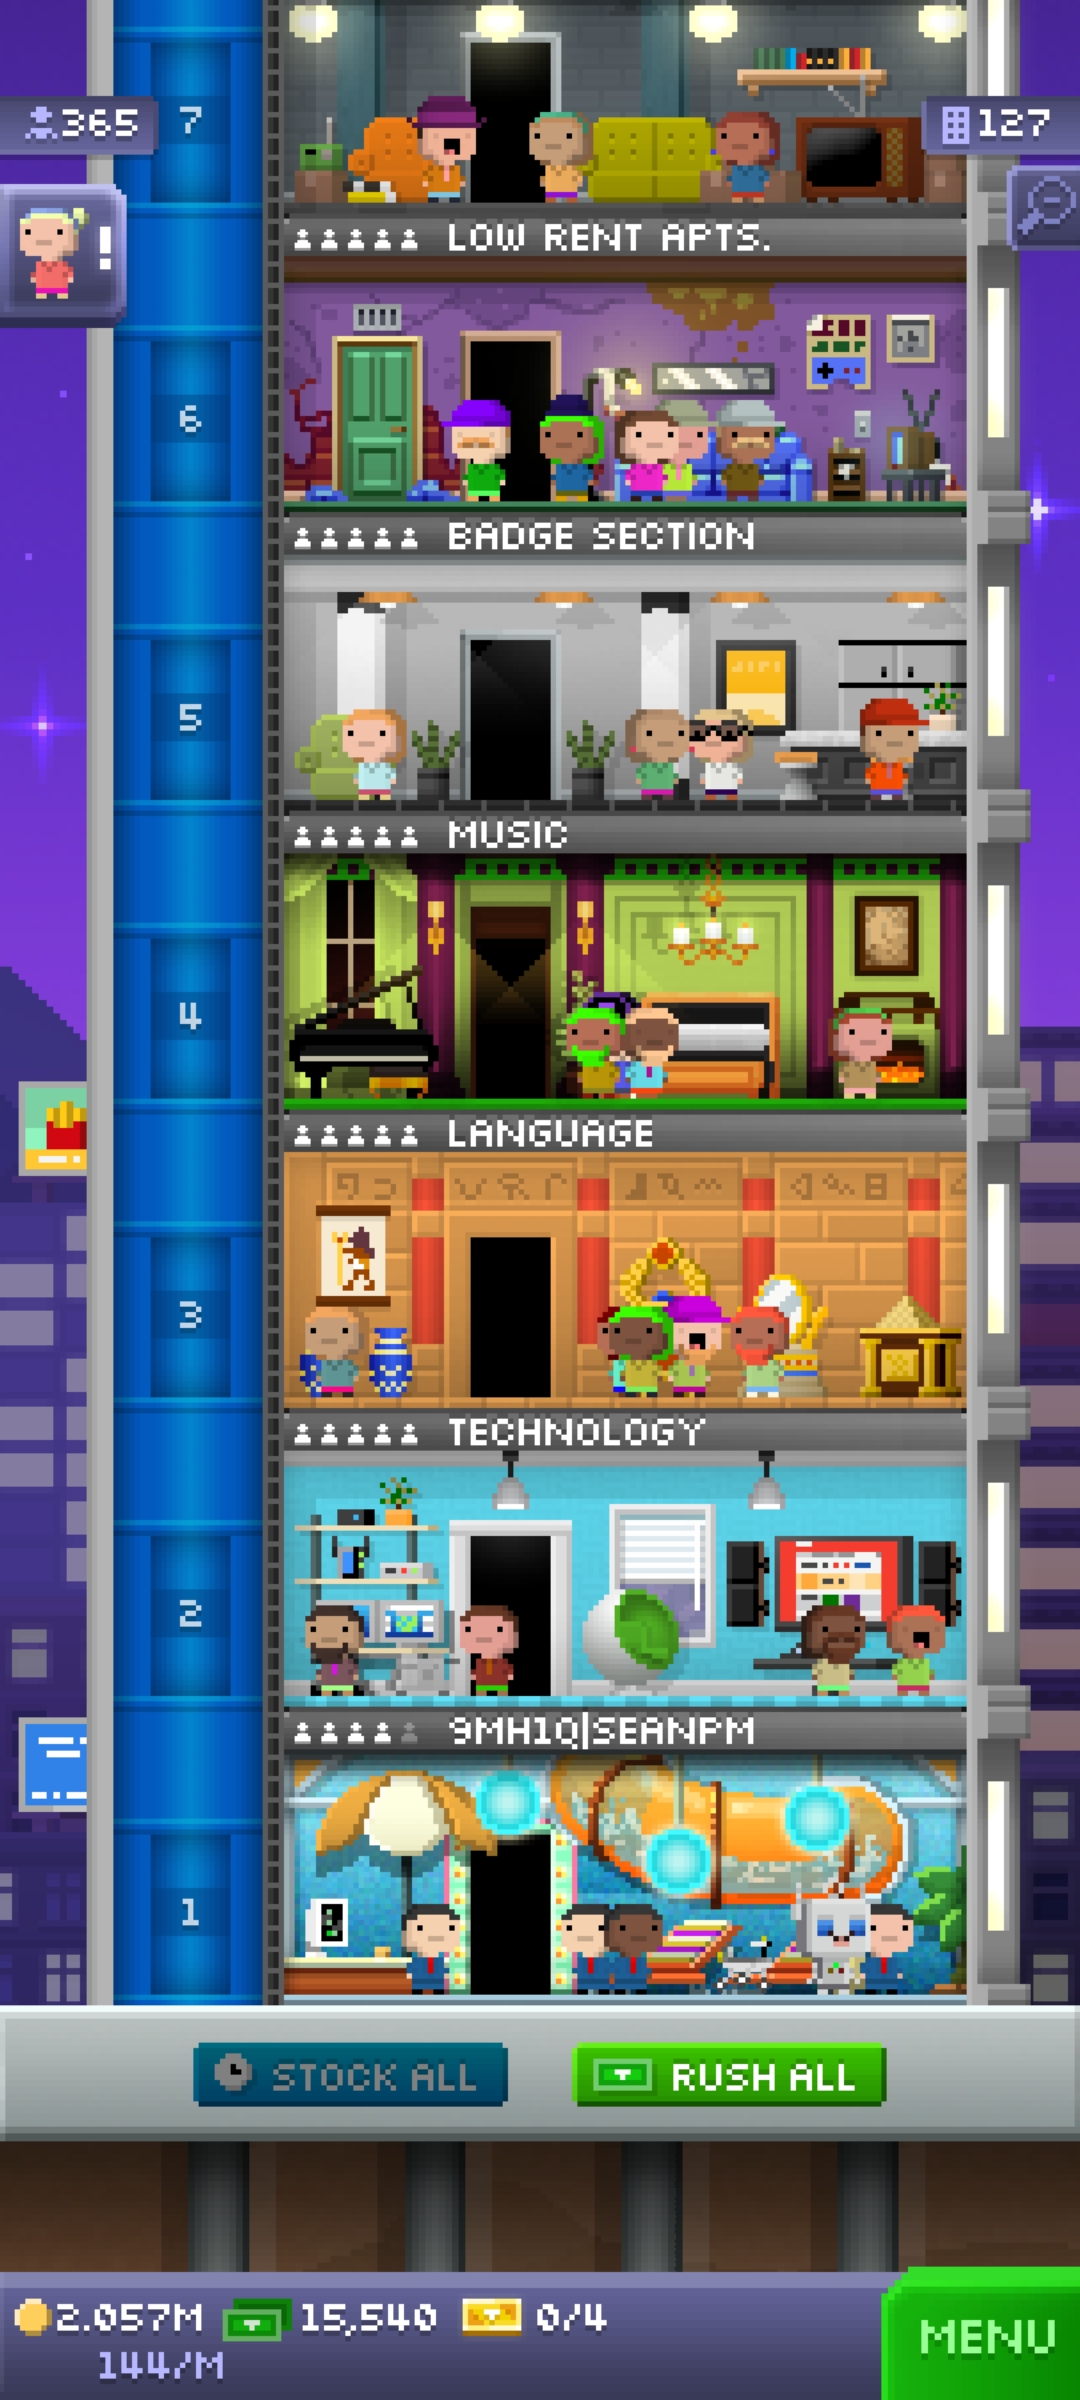 7
365
127
!
LOW RENT APTS.
6
BADGE SECTION
5
MUSIC
4
LANGUAGE
3
TECHNOLOGY
2
9MH1Q|SEANPM
1
STOCK ALL
RUSH ALL
2.057M 15,540 0/4
144/M
MENU